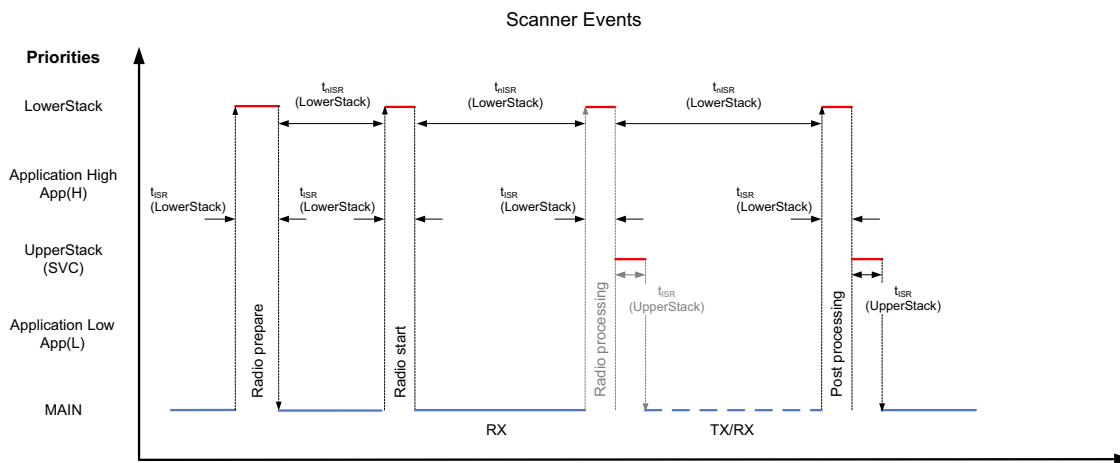 Scanner Events
Priorities
LowerStack
Application High
App(H)
UpperStack
(SVC)
Application Low
App(L)
MAIN
tnISR
(LowerStack)
tnISR
(LowerStack)
tnISR
(LowerStack)
tISR
(LowerStack)
tISR
(LowerStack)
tISR
(LowerStack)
tISR
(LowerStack)
tISR
(UpperStack)
tISR
(UpperStack)
Radio prepare
Radio start
Radio processing
Post processing
RX
TX/RX